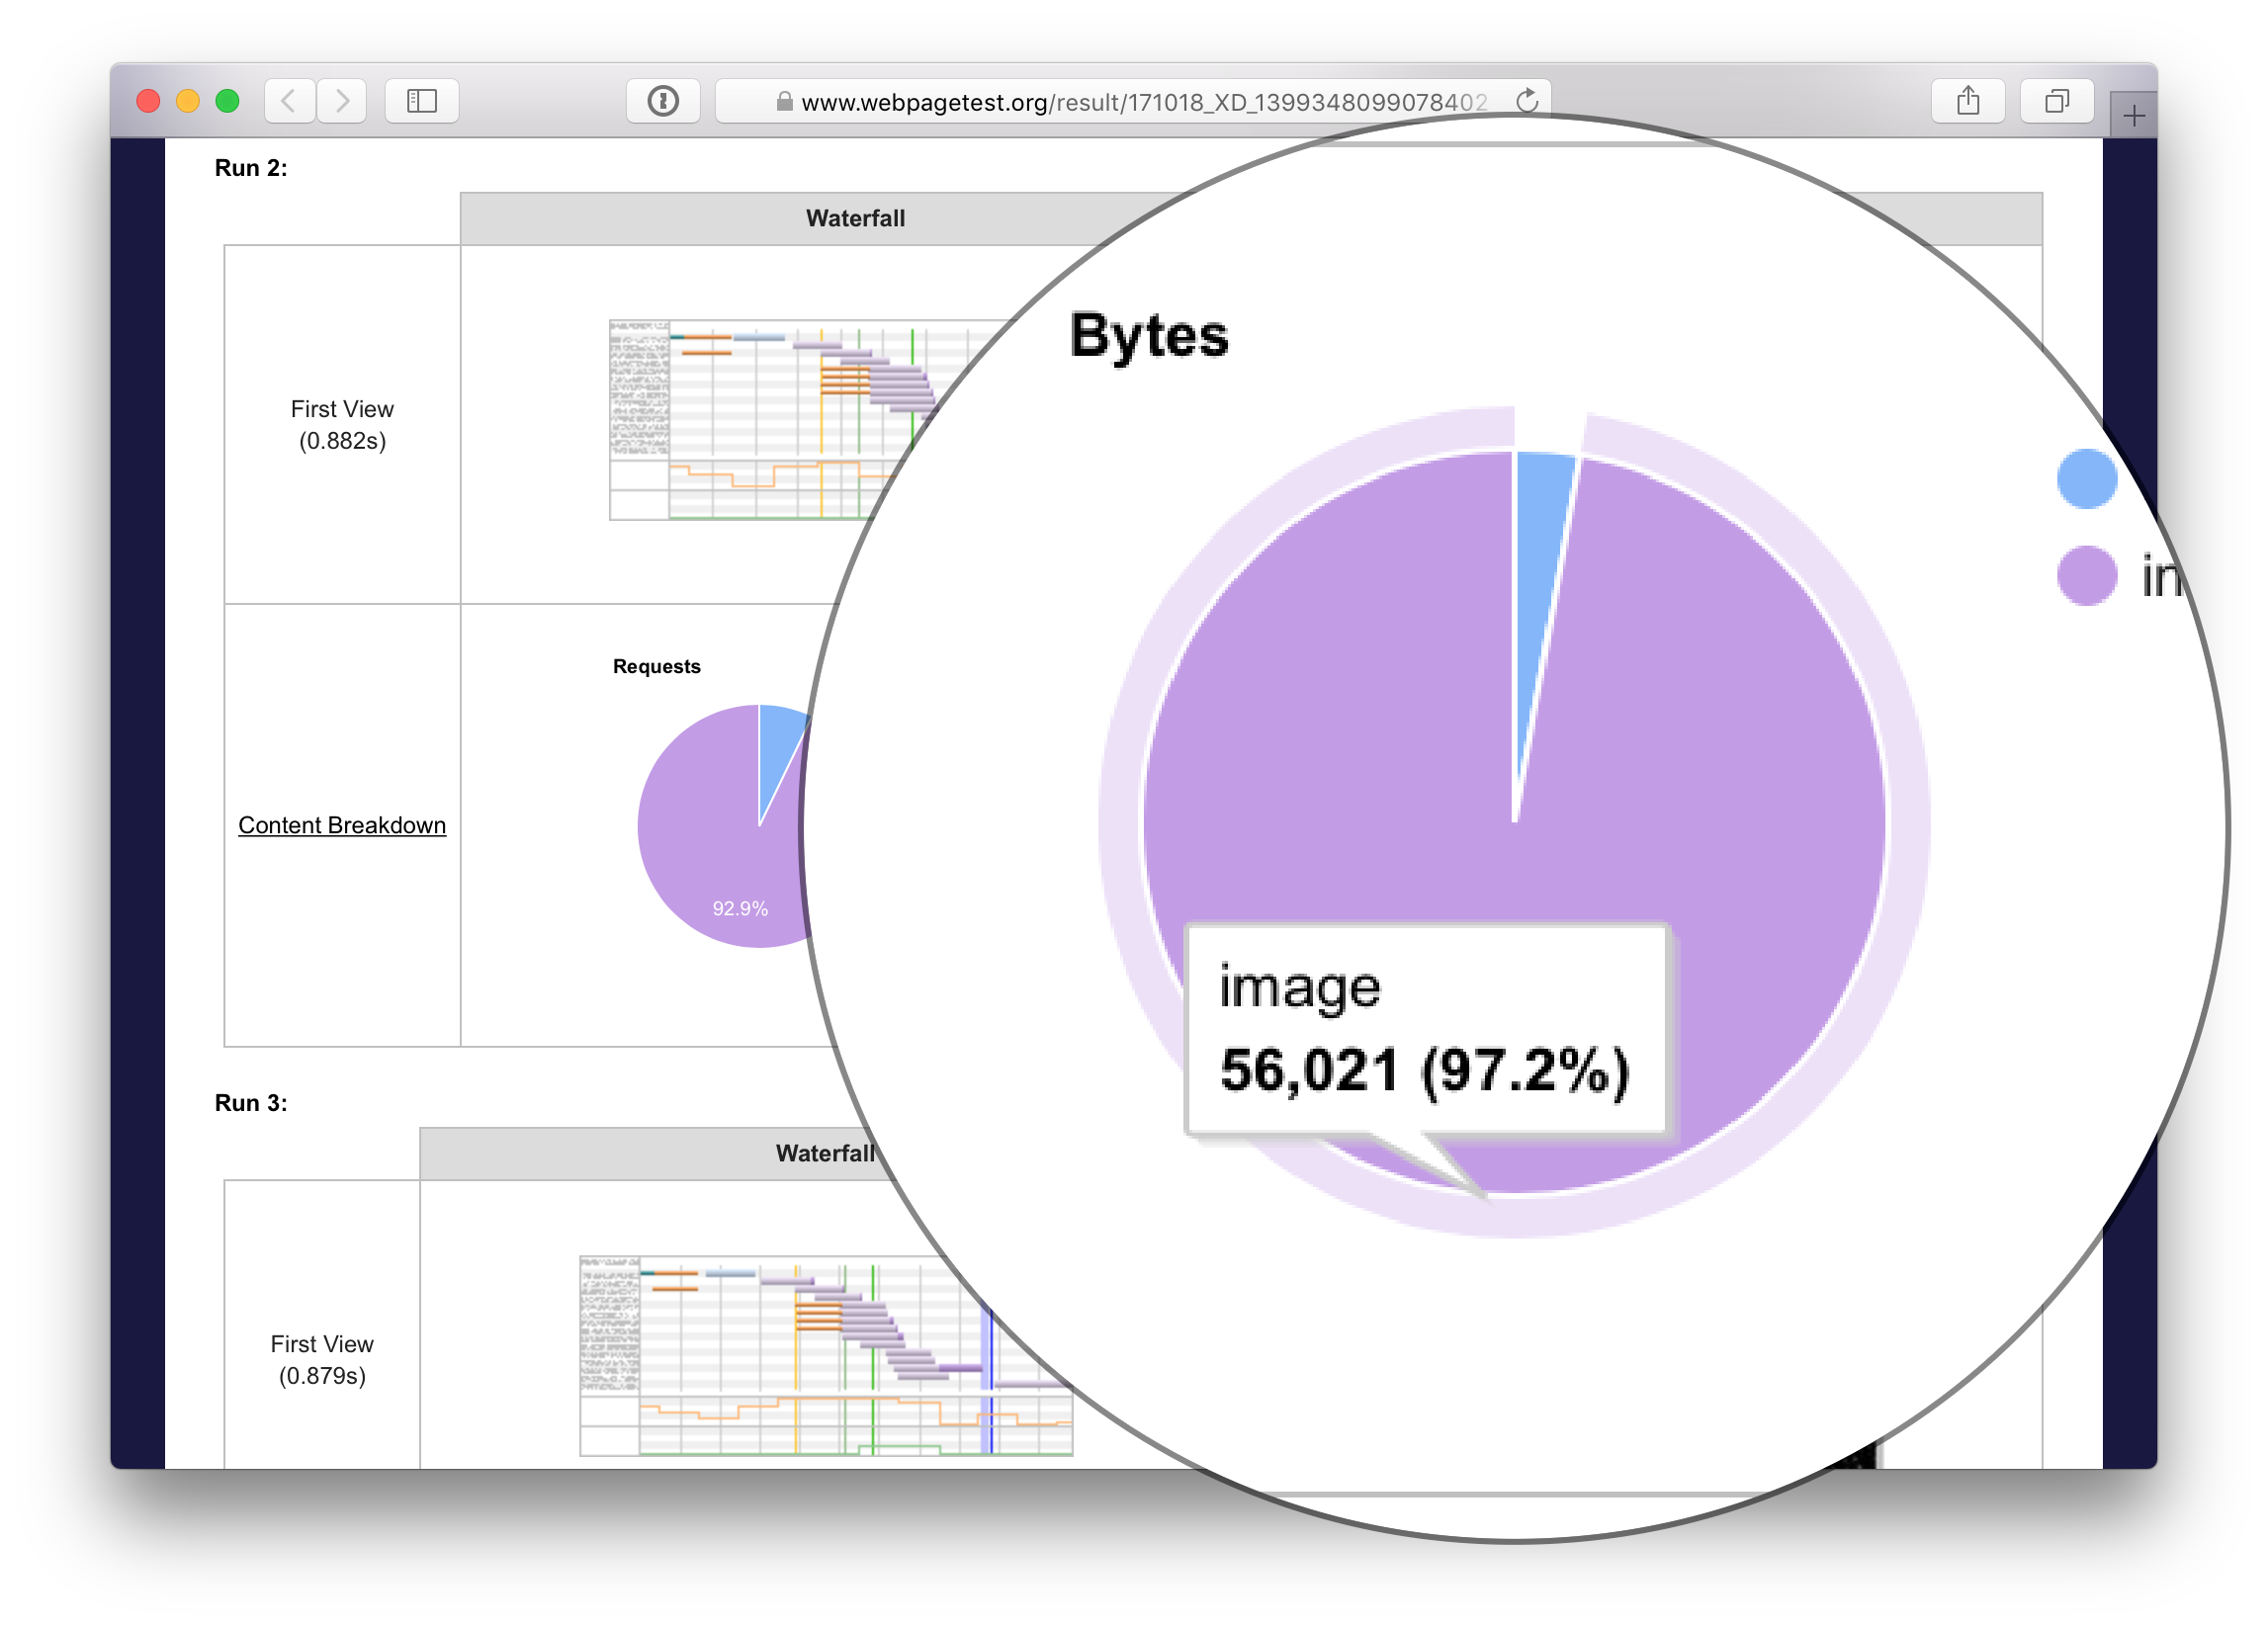 www.webpagetest.org/result/171018_XD_1399348099078402
Run 2:
Waterfall
First View
(0.882s)
Bytes
Requests
92.9%
Content Breakdown
image
56,021 (97.2%)
Run 3:
Waterfall
First View
(0.879s)